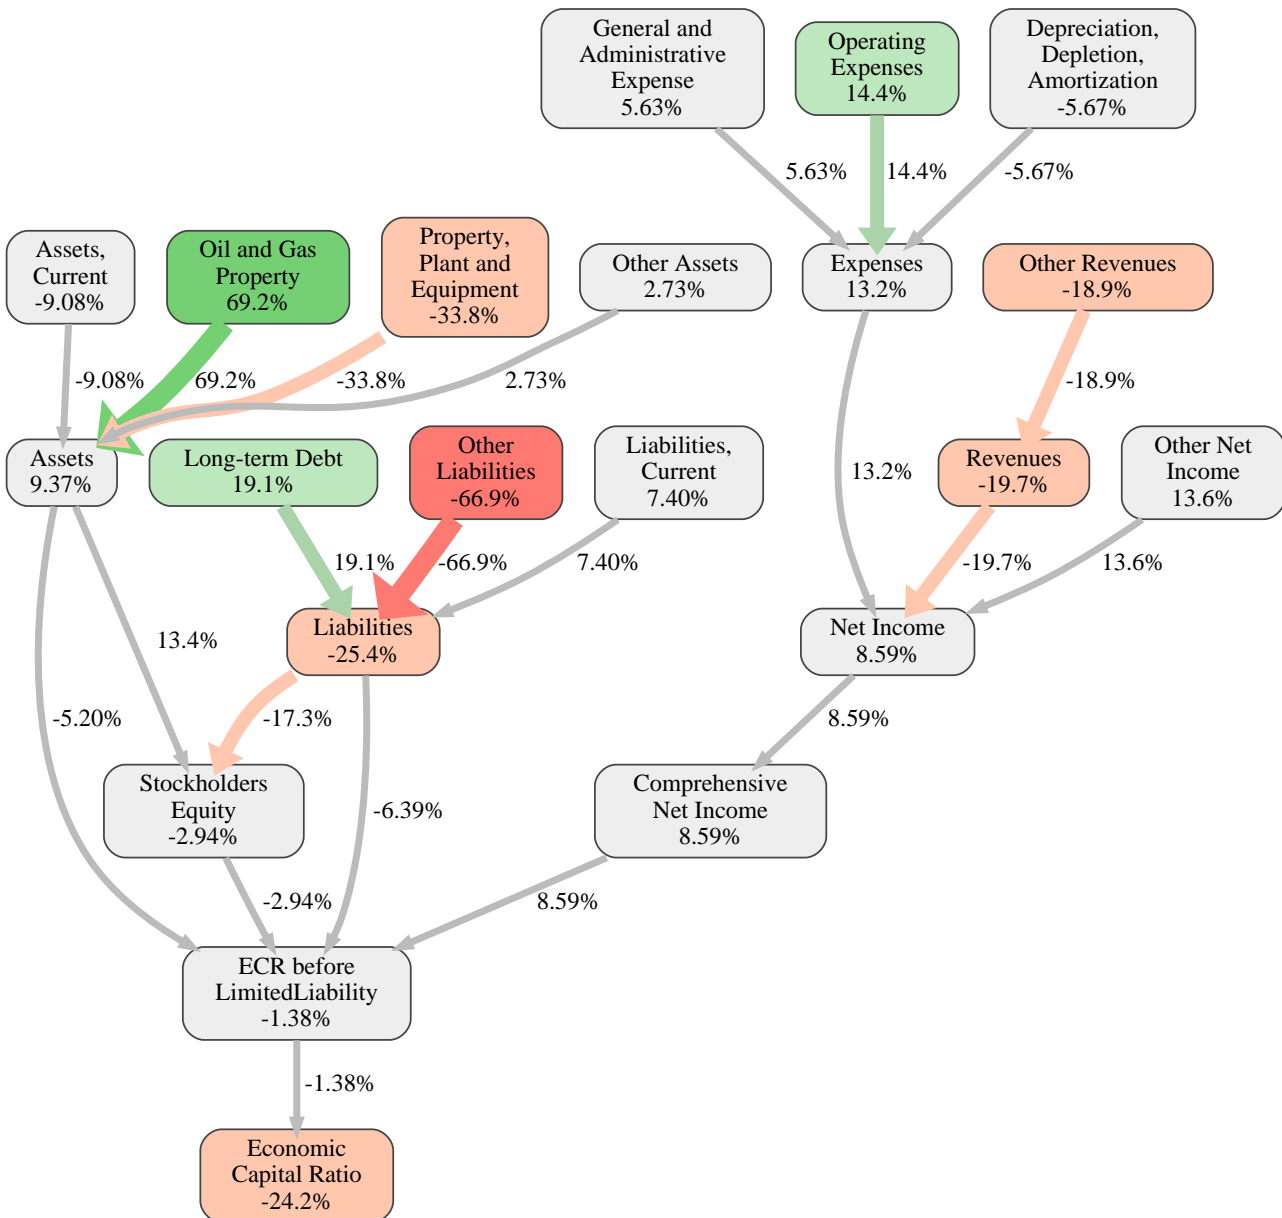 General and
Administrative
Expense
5.63%
Operating
Expenses
14.4%
Depreciation,
Depletion,
Amortization
-5.67%
5.63%
14.4%
-5.67%
Assets,
Current
-9.08%
Oil and Gas
Property
69.2%
Property,
Plant and
Equipment
-33.8%
Other Assets
2.73%
Expenses
13.2%
Other Revenues
-18.9%
-9.08%
69.2%
-33.8%
2.73%
-18.9%
Assets
9.37%
Long-term Debt
19.1%
Other
Liabilities
-66.9%
Liabilities,
Current
7.40%
13.2%
Revenues
-19.7%
Other Net
Income
13.6%
19.1%
-66.9%
7.40%
-19.7%
13.6%
Liabilities
-25.4%
Net Income
8.59%
13.4%
-5.20%
-17.3%
8.59%
Stockholders
Equity
-2.94%
-6.39%
Comprehensive
Net Income
8.59%
-2.94%
8.59%
ECR before
LimitedLiability
-1.38%
-1.38%
Economic
Capital Ratio
-24.2%